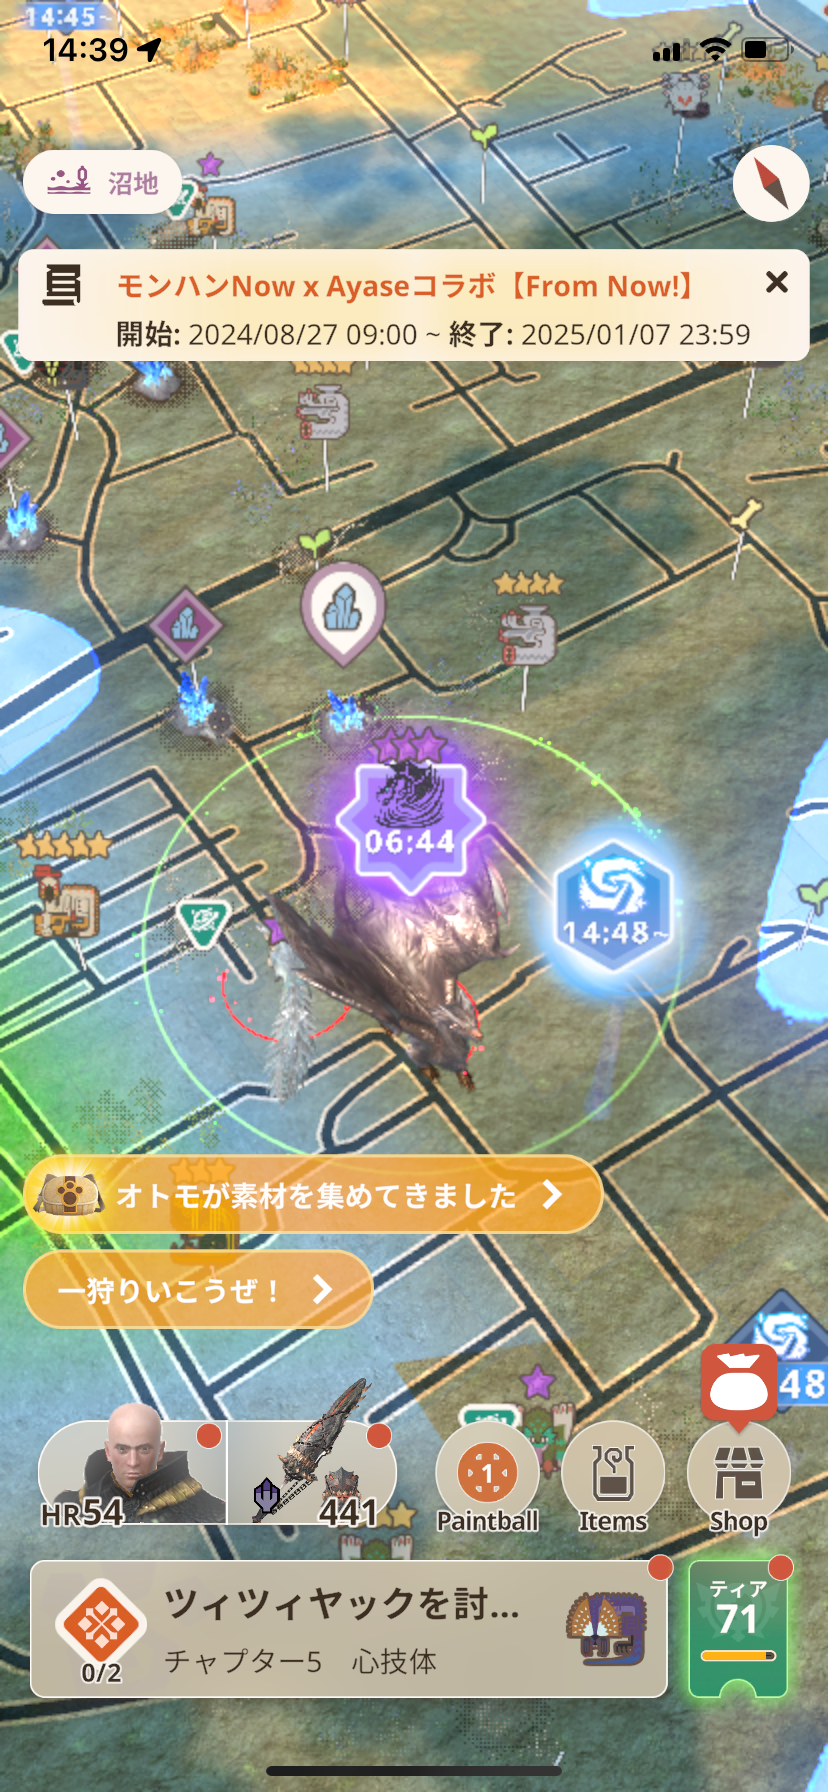 14:45~
14:39
沼地
モンハンNow x Ayaseコラボ【From Now!】
開始: 2024/08/27 09:00 ~ 終了: 2025/01/07 23:59
06:44
14:48~
オトモが素材を集めてきました
一狩りいこうぜ！
48
HR54
441
1
Paintball
Items
Shop
ツィツィヤックを討...
0/2
チャプター5 心技体
ティア
71